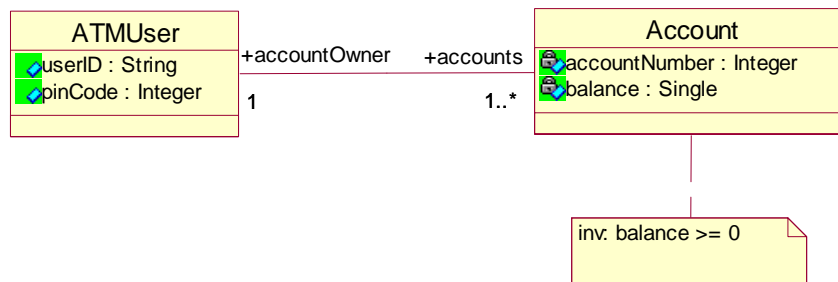 ATMUser
userID : String
pinCode : Integer
+accountOwner
+accounts
1
1..*
Account
accountNumber : Integer
balance : Single
inv: balance >= 0